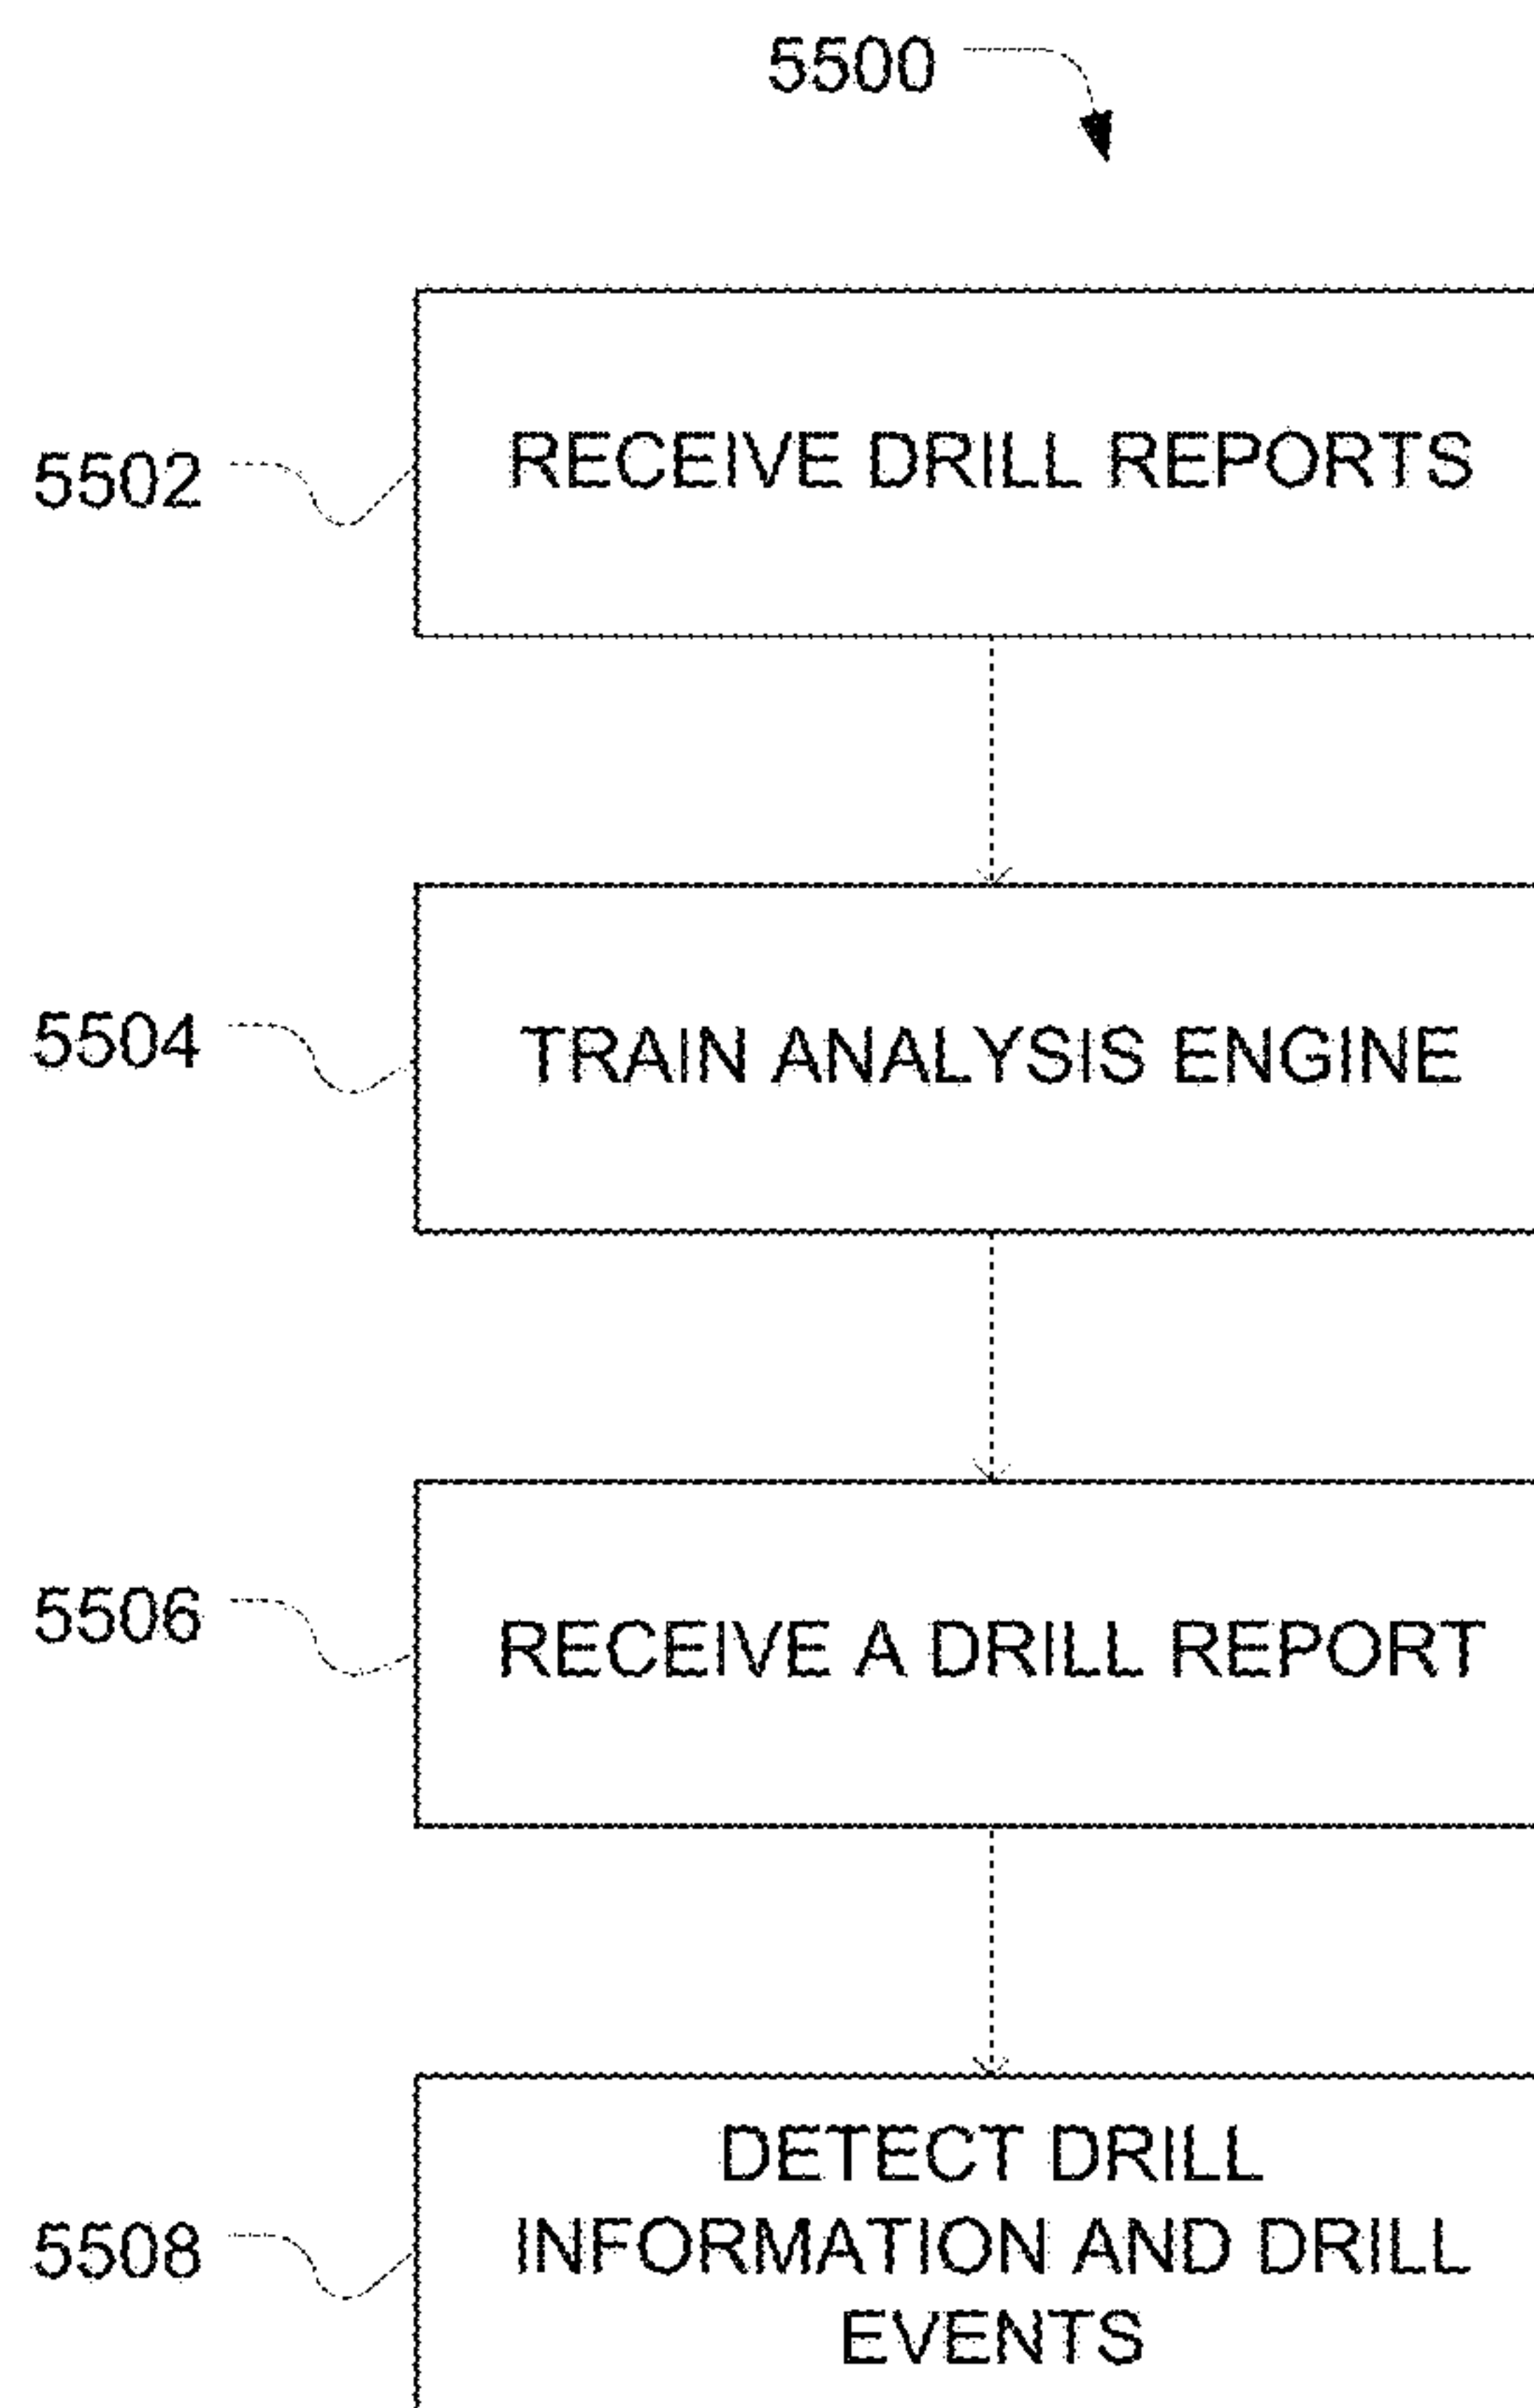 5500
5502
RECEIVE DRILL REPORTS
5504
TRAIN ANALYSIS ENGINE
5506
RECEIVE A DRILL REPORT
5508
DETECT DRILL
INFORMATION AND DRILL
EVENTS